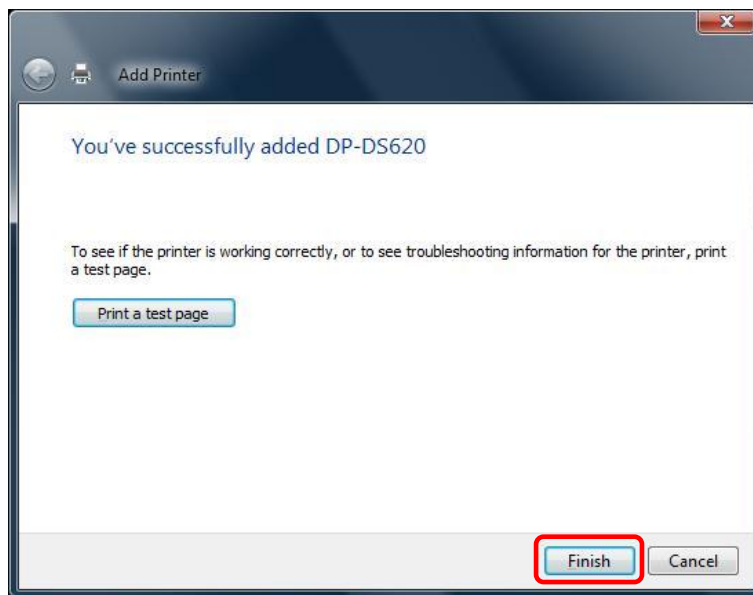 Add Printer
You've successfully added DP-DS620
To see if the printer is working correctly, or to see troubleshooting information for the printer, print
a test page.
Print a test page
Finish
Cancel